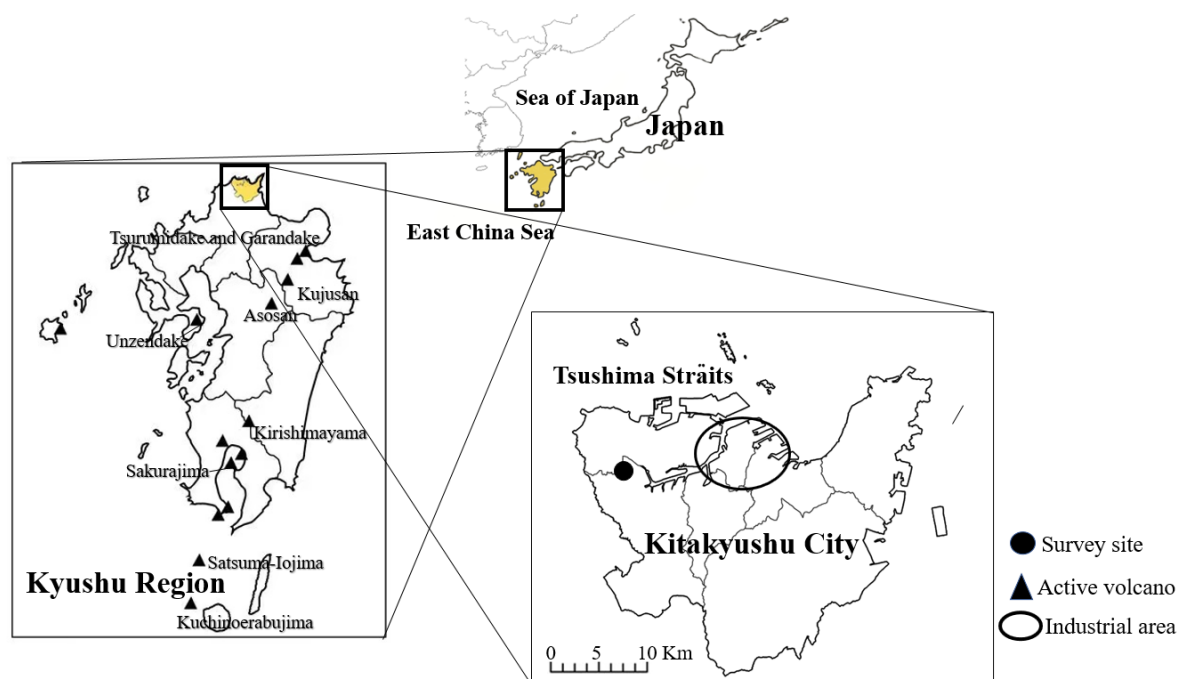 Sea of Japan
Japan
East China Sea
Tsurumidake and Garandake
Kujusan
Asosan
Unzendake
Kirishimayama
Sakurajima
Satsuma-Iojima
Kyushu Region
Kuchinoerabujima
Tsushima Sträits
Kitakyushu City
0 5 10 Km
Survey site
Active volcano
Industrial area